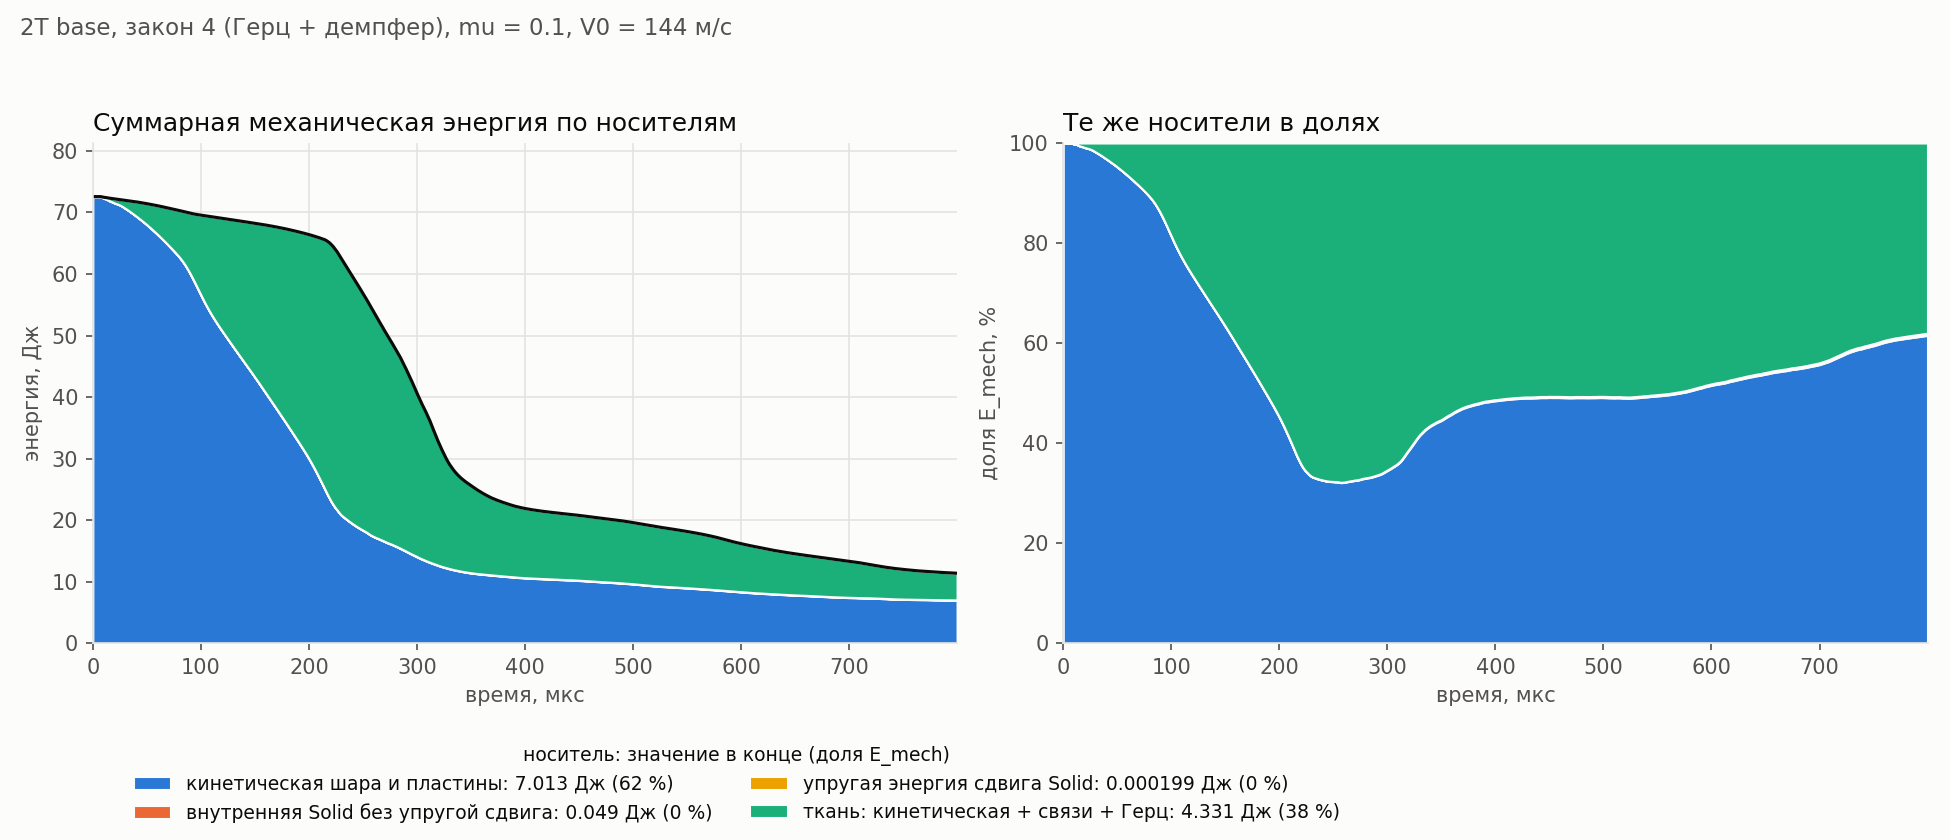 2T base, закон 4 (Герц + демпфер), mu = 0.1, V0 = 144 м/с
Суммарная механическая энергия по носителям
80
70
60
50
40
30
20
10
0
энергия, Дж
0 100 200 300 400 500 600 700
время, мкс
Те же носители в долях
100
80
60
40
20
0
доля E_mech, %
0 100 200 300 400 500 600 700
время, мкс
носитель: значение в конце (доля E_mech)
кинетическая шара и пластины: 7.013 Дж (62 %)
внутренняя Solid без упругой сдвига: 0.049 Дж (0 %)
упругая энергия сдвига Solid: 0.000199 Дж (0 %)
ткань: кинетическая + связи + Герц: 4.331 Дж (38 %)